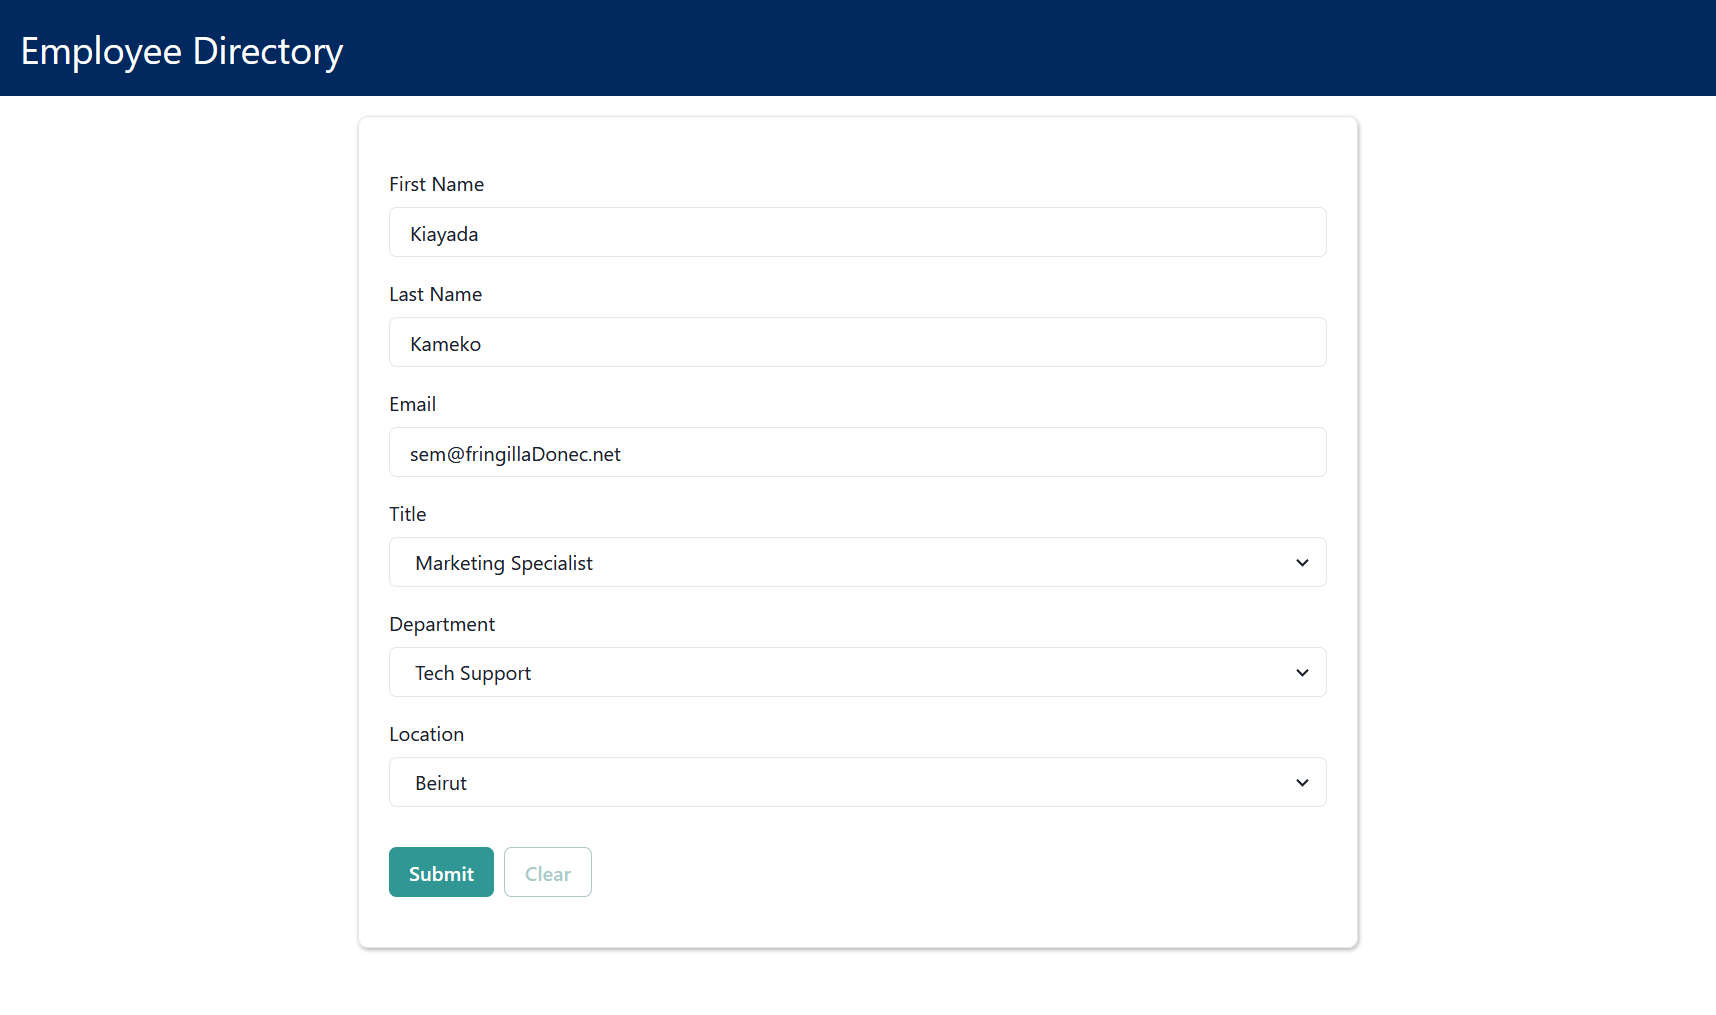 Employee Directory
First Name
Kiayada
Last Name
Kameko
Email
sem@fringillaDonec.net
Title
Marketing Specialist
Department
Tech Support
Location
Beirut
Submit Clear